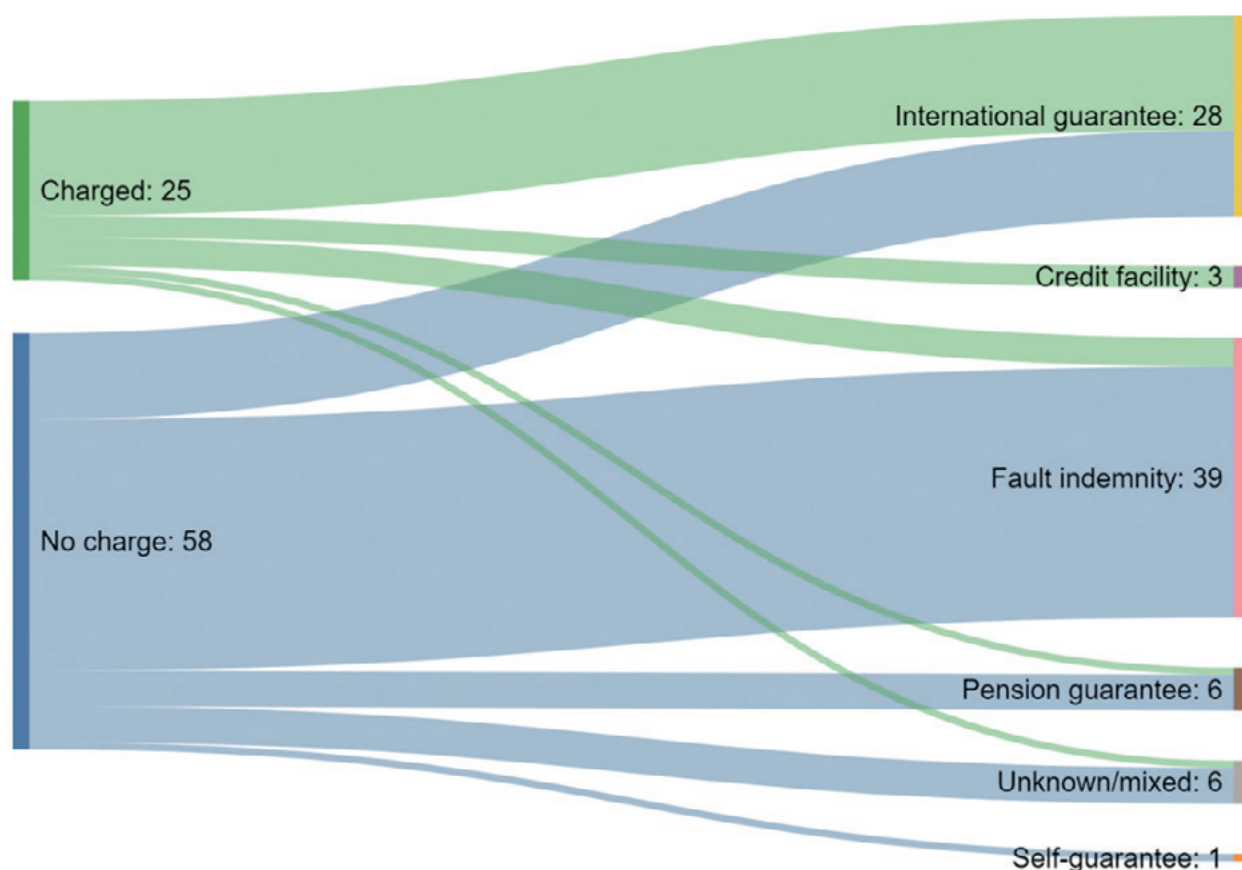 International guarantee: 28
Charged: 25
Credit facility: 3
Fault indemnity: 39
No charge: 58
Pension guarantee: 6
Unknown/mixed: 6
Self-guarantee: 1